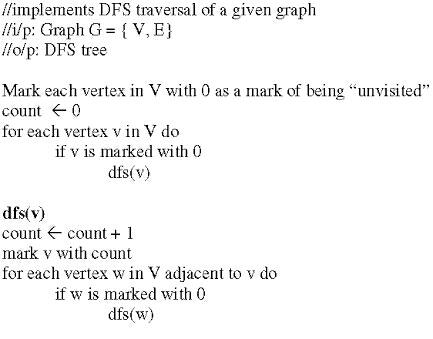 //implements DFS traversal of a given graph
//i/p: Graph G = { V, E}
//o/p: DFS tree
Mark each vertex in V with 0 as a mark of being “unvisited”
count ← 0
for each vertex v in V do
if v is marked with 0
dfs(v)
dfs(v)
count ← count + 1
mark v with count
for each vertex w in V adjacent to v do
if w is marked with 0
dfs(w)